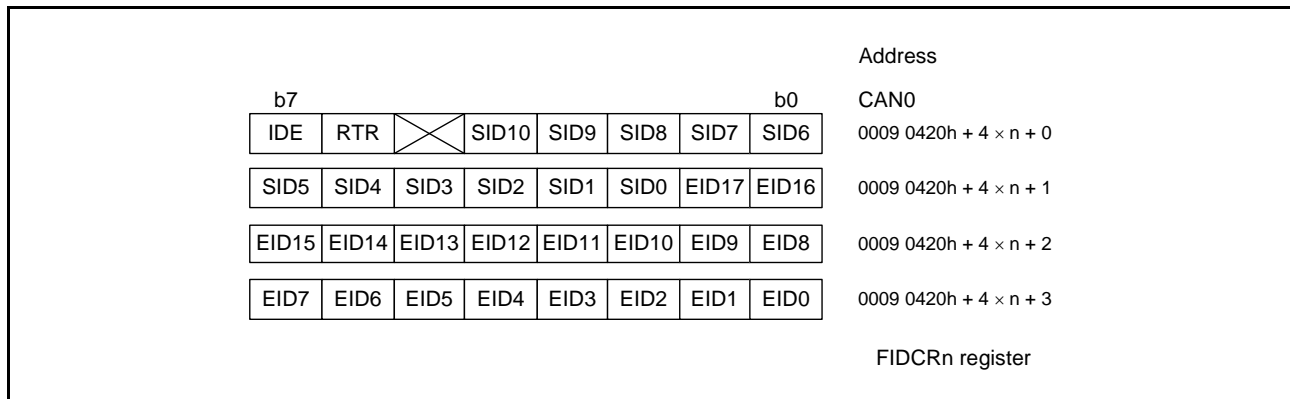 Address
b7 b0 CAN0
IDE RTR SID10 SID9 SID8 SID7 SID6 0009 0420h + 4 × n + 0
SID5 SID4 SID3 SID2 SID1 SID0 EID17 EID16 0009 0420h + 4 × n + 1
EID15 EID14 EID13 EID12 EID11 EID10 EID9 EID8 0009 0420h + 4 × n + 2
EID7 EID6 EID5 EID4 EID3 EID2 EID1 EID0 0009 0420h + 4 × n + 3
FIDCRn register